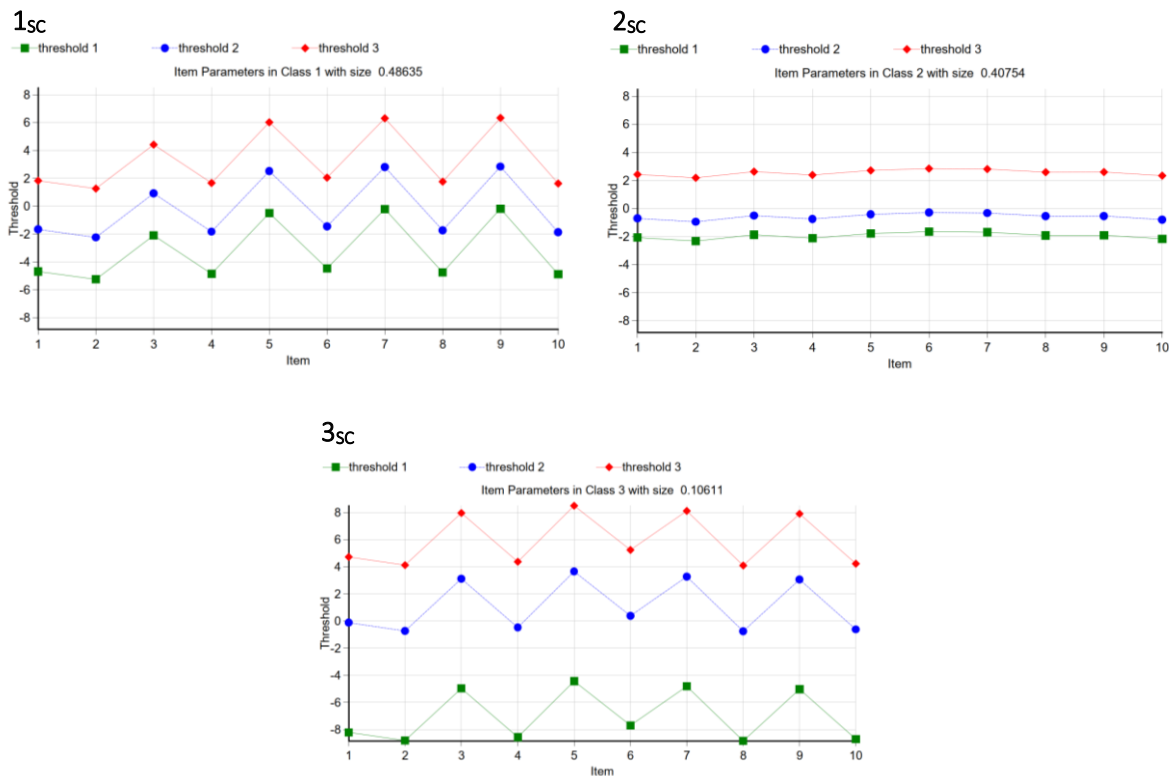 1SC
threshold 1 threshold 2 threshold 3
Item Parameters in Class 1 with size 0.48635
8
6
4
2
0
-2
-4
-6
-8
Threshold
1 2 3 4 5 6 7 8 9 10
Item
2SC
threshold 1 threshold 2 threshold 3
Item Parameters in Class 2 with size 0.40754
8
6
4
2
0
-2
-4
-6
-8
Threshold
1 2 3 4 5 6 7 8 9 10
Item
3SC
threshold 1 threshold 2 threshold 3
Item Parameters in Class 3 with size 0.10611
8
6
4
2
0
-2
-4
-6
-8
Threshold
1 2 3 4 5 6 7 8 9 10
Item